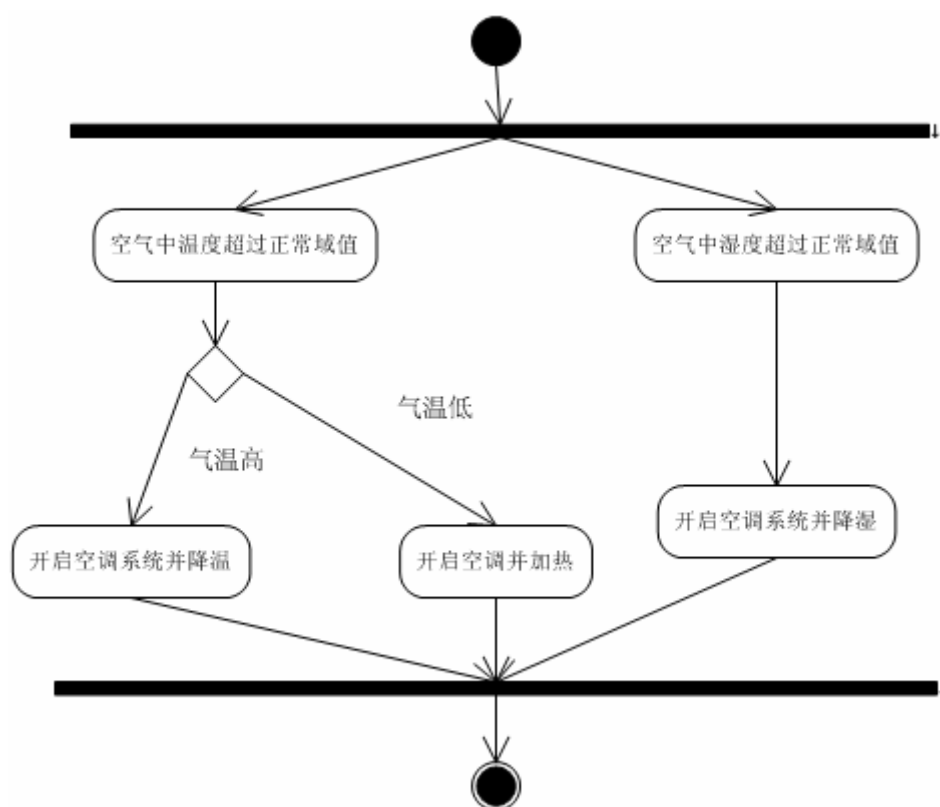 空气中温度超过正常域值
空气中湿度超过正常域值
气温低
气温高
开启空调系统并降湿
开启空调系统并降温
开启空调并加热